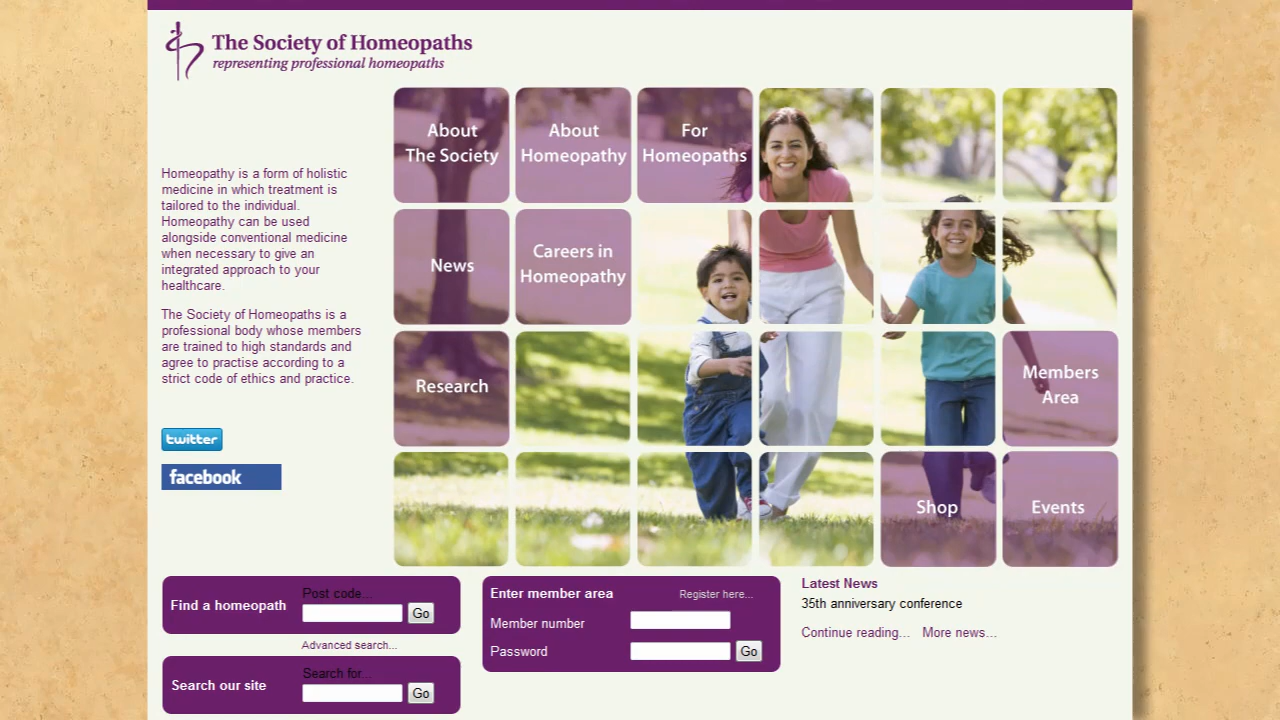 The Society of Homeopaths
representing professional homeopaths
About
The Society
About
Homeopathy
For
Homeopaths
News
Careers in
Homeopathy
Research
Members
Area
Shop
Events
Homeopathy is a form of holistic
medicine in which treatment is
tailored to the individual.
Homeopathy can be used
alongside conventional medicine
when necessary to give an
integrated approach to your
healthcare.
The Society of Homeopaths is a
professional body whose members
are trained to high standards and
agree to practise according to a
strict code of ethics and practice.
twitter
facebook
Find a homeopath
Post code...
Go
Advanced search...
Search our site
Search for...
Go
Enter member area
Register here...
Member number
Password
Go
Latest News
35th anniversary conference
Continue reading... More news...